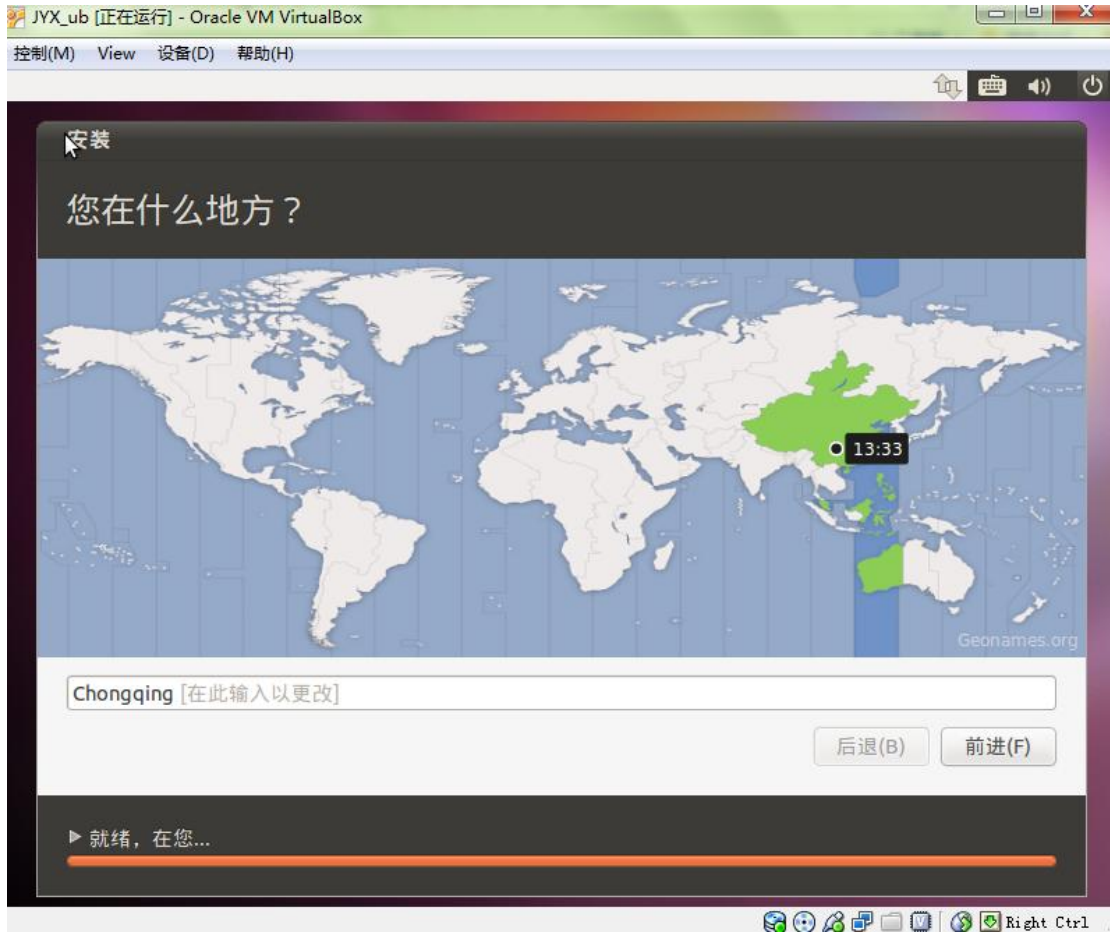 JYX_ub [正在运行] - Oracle VM VirtualBox
控制(M) View 设备(D) 帮助(H)
安装
您在什么地方？
13:33
Geonames.org
Chongqing [在此输入以更改]
后退(B) 前进(F)
就绪，在您...
Right Ctrl